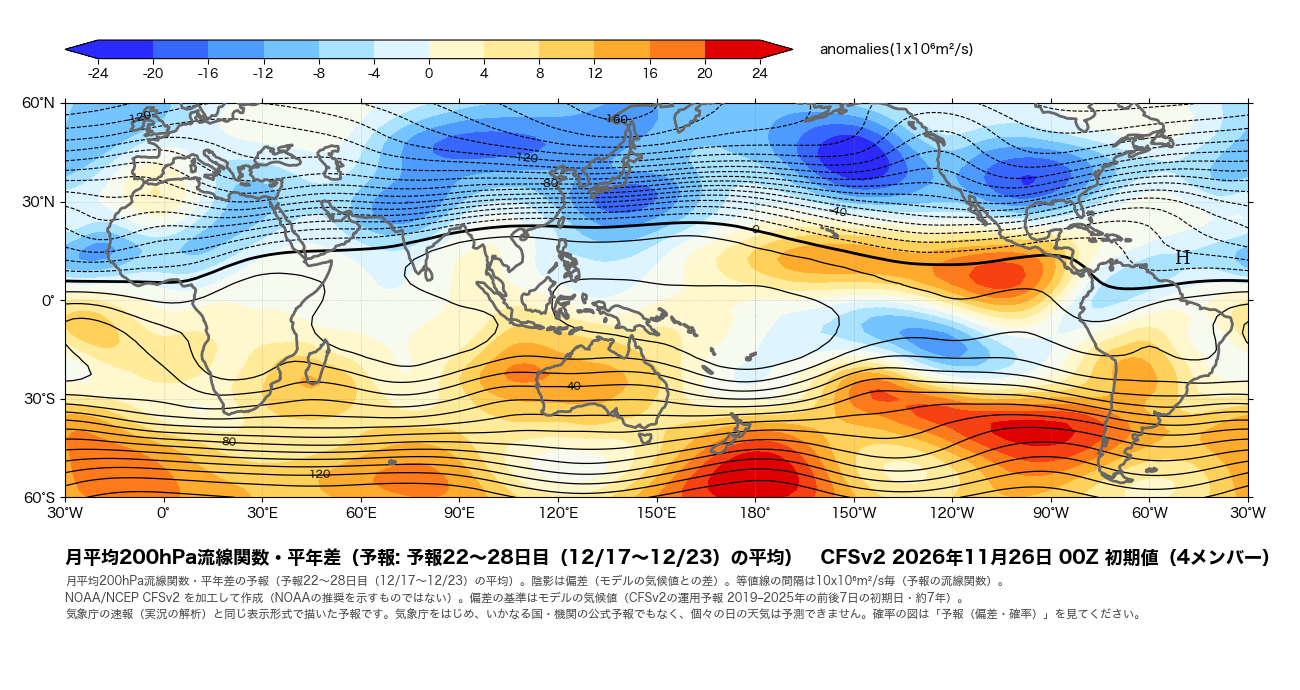 anomalies(1x10⁶m²/s)
-24 -20 -16 -12 -8 -4 0 4 8 12 16 20 24
60°N
30°N
0°
30°S
60°S
120
160
120
80
40
0
H
40
80
120
30°W 0° 30°E 60°E 90°E 120°E 150°E 180° 150°W 120°W 90°W 60°W 30°W
月平均200hPa流線関数・平年差（予報: 予報22～28日目（12/17～12/23）の平均） CFSv2 2026年11月26日 00Z 初期値（4メンバー）
月平均200hPa流線関数・平年差の予報（予報22～28日目（12/17～12/23）の平均）。陰影は偏差（モデルの気候値との差）。等値線の間隔は10x10⁶m²/s毎（予報の流線関数）。
NOAA/NCEP CFSv2 を加工して作成（NOAAの推奨を示すものではない）。偏差の基準はモデルの気候値（CFSv2の運用予報 2019–2025年の前後7日の初期日・約7年）。
気象庁の速報（実況の解析）と同じ表示形式で描いた予報です。気象庁をはじめ、いかなる国・機関の公式予報でもなく、個々の日の天気は予測できません。確率の図は「予報（偏差・確率）」を見てください。